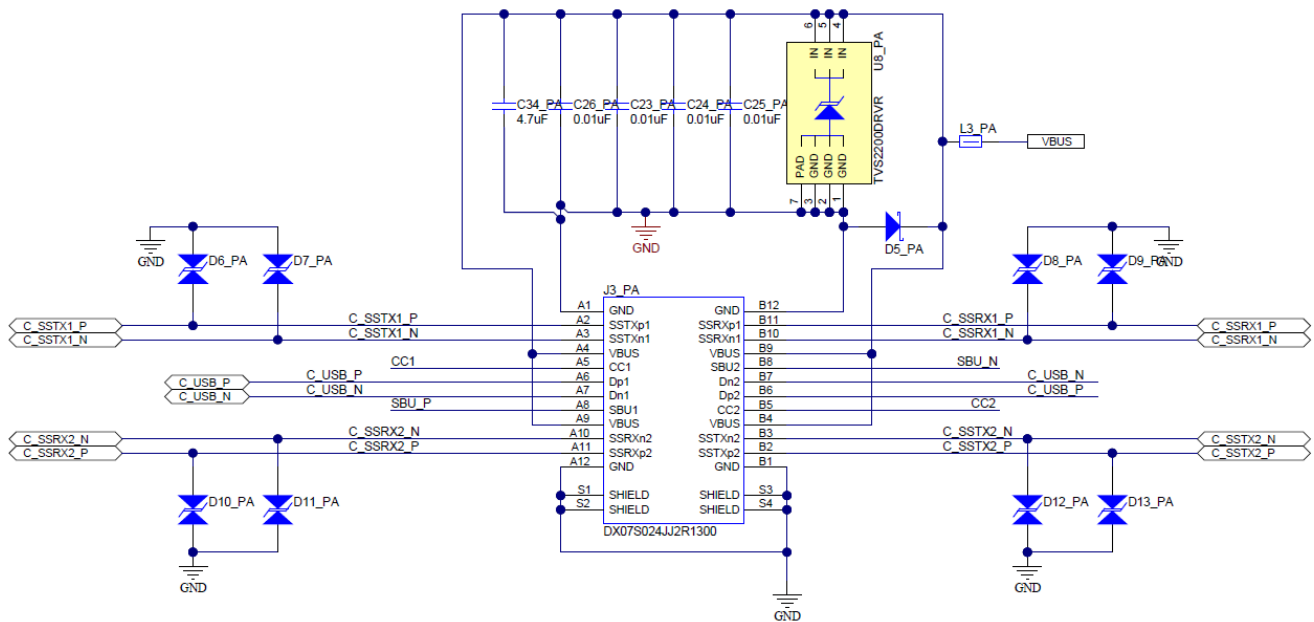 6
5
4
IN
IN
IN
U8_PA
TVS2200DRVR
PAD
GND
GND
GND
7
3
2
1
C34_PA
4.7uF
C26_PA
0.01uF
C23_PA
0.01uF
C24_PA
0.01uF
C25_PA
0.01uF
L3_PA
VBUS
GND
D5_PA
GND
D6_PA
D7_PA
D8_PA
D9_PA
GND
J3_PA
A1 GND GND B12
C_SSTX1_P C_SSTX1_P A2 SSTXp1 SSRXp1 B11 C_SSRX1_P C_SSRX1_P
C_SSTX1_N C_SSTX1_N A3 SSTXn1 SSRXn1 B10 C_SSRX1_N C_SSRX1_N
A4 VBUS VBUS B9
CC1 A5 CC1 SBU2 B8 SBU_N
C_USB_P C_USB_P A6 Dp1 Dn2 B7 C_USB_N
C_USB_N C_USB_N A7 Dn1 Dp2 B6 C_USB_P
SBU_P A8 SBU1 CC2 B5 CC2
A9 VBUS VBUS B4
C_SSRX2_N C_SSRX2_N A10 SSRXn2 SSTXn2 B3 C_SSTX2_N C_SSTX2_N
C_SSRX2_P C_SSRX2_P A11 SSRXp2 SSTXp2 B2 C_SSTX2_P C_SSTX2_P
A12 GND GND B1
S1 SHIELD SHIELD S3
S2 SHIELD SHIELD S4
DX07S024JJ2R1300
D10_PA
D11_PA
D12_PA
D13_PA
GND
GND
GND